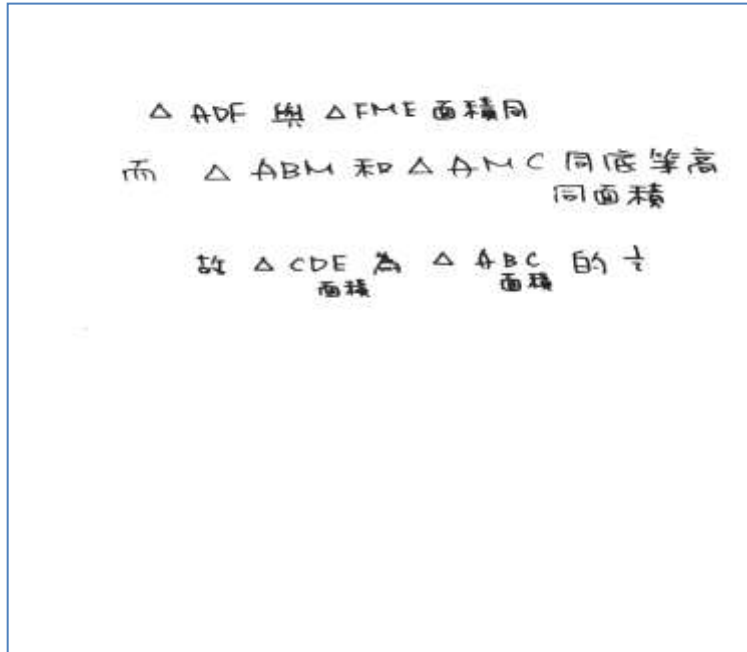 △ ADF 與 △FME 面積同
而 △ ABM 和 △ AMC 同底等高
同面積
故 △ CDE 為 △ ABC 的 1/2
面積 面積